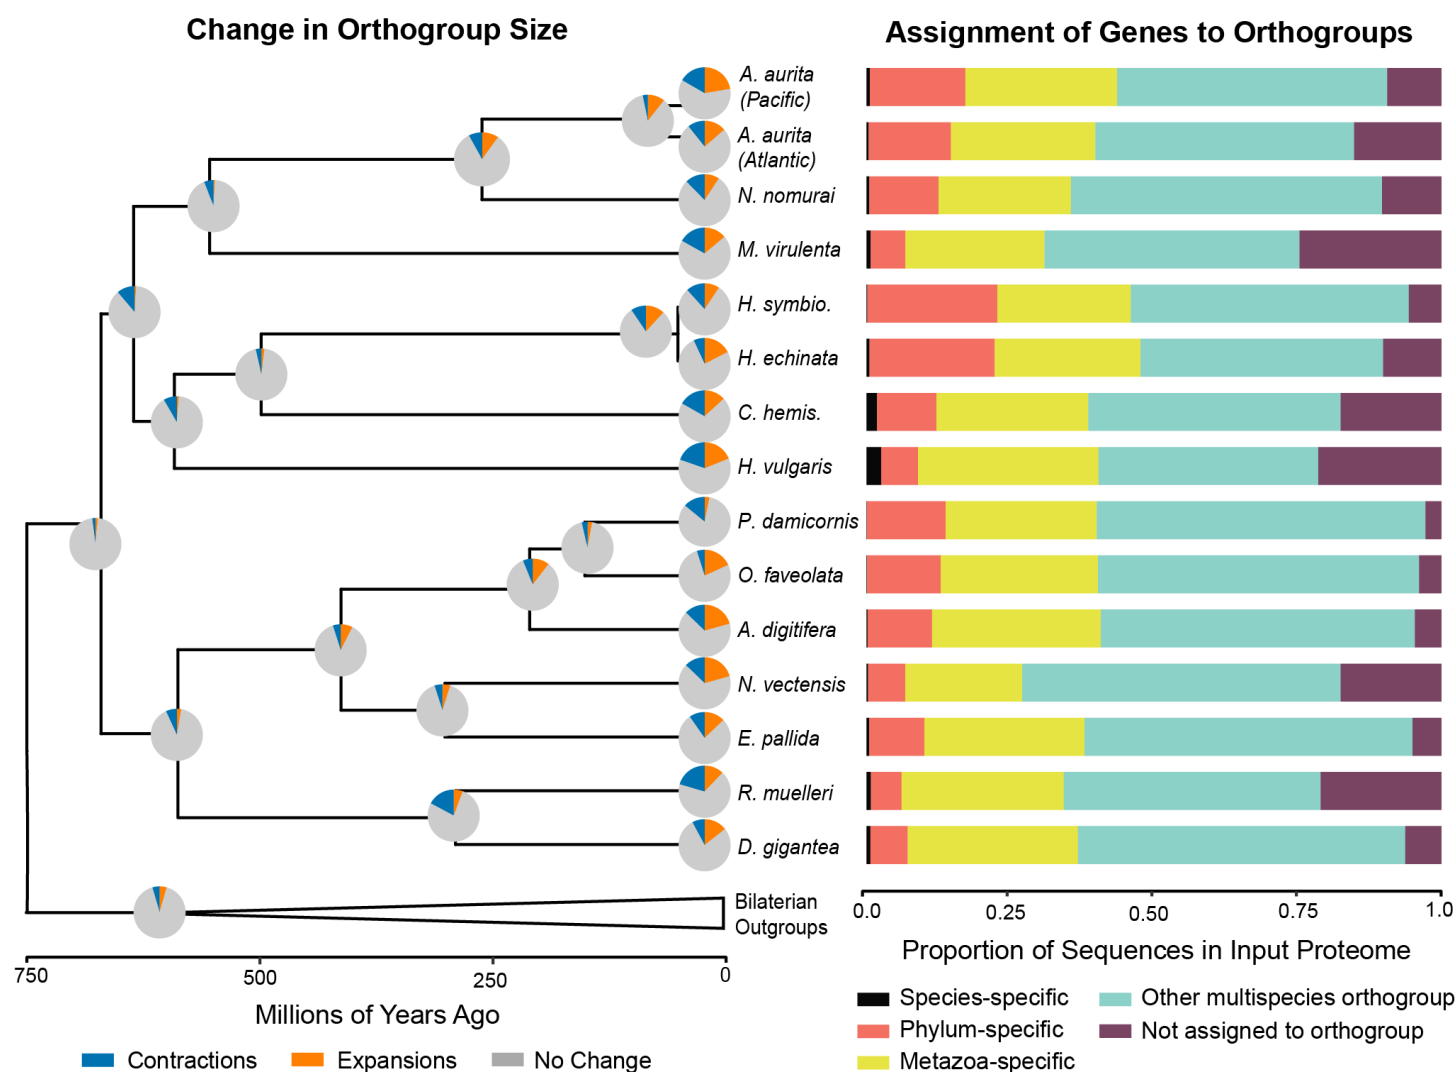 Change in Orthogroup Size
Assignment of Genes to Orthogroups
A. aurita
(Pacific)
A. aurita
(Atlantic)
N. nomurai
M. virulenta
H. symbio.
H. echinata
C. hemis.
H. vulgaris
P. damicornis
O. faveolata
A. digitifera
N. vectensis
E. pallida
R. muelleri
D. gigantea
Bilaterian
Outgroups
750 500 250 0
Millions of Years Ago
Contractions Expansions No Change
0.0 0.25 0.50 0.75 1.0
Proportion of Sequences in Input Proteome
Species-specific Other multispecies orthogroup
Phylum-specific Not assigned to orthogroup
Metazoa-specific